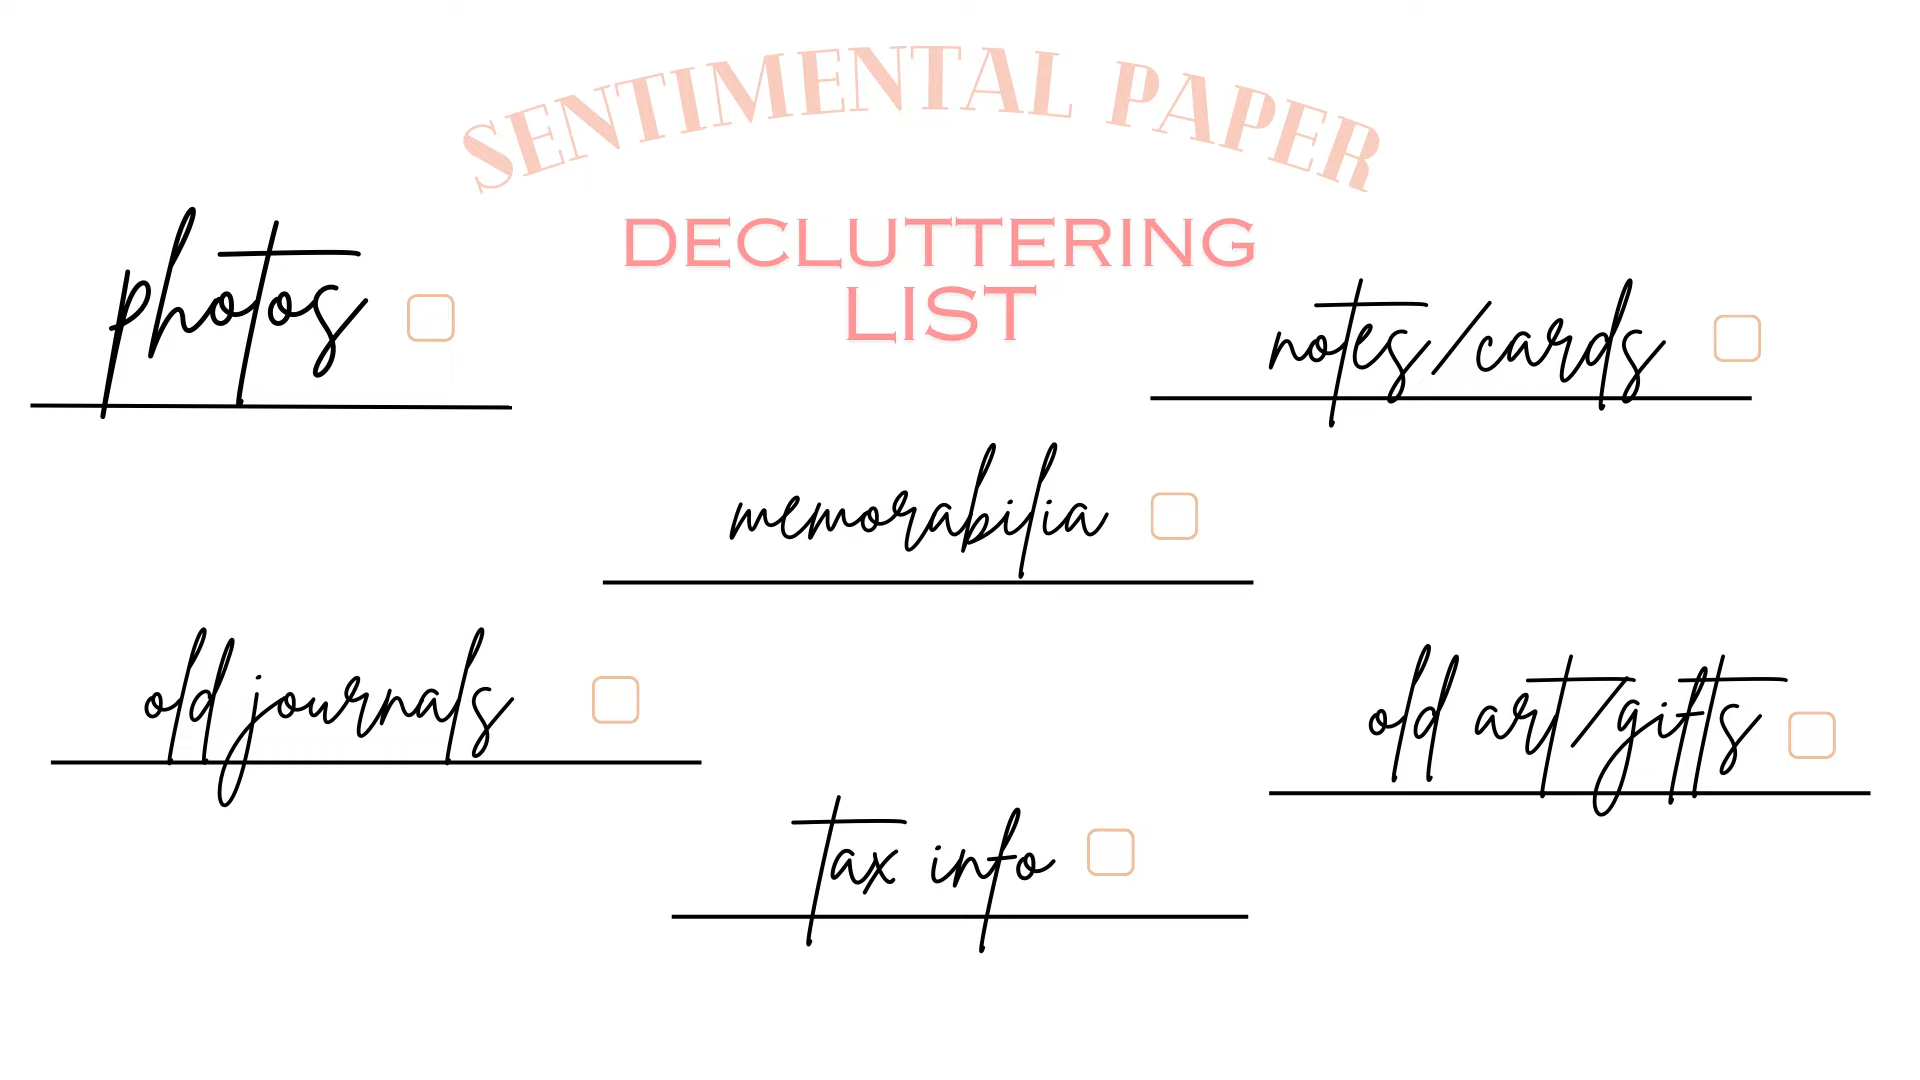 SENTIMENTAL PAPER
DECLUTTERING
LIST
photos
notes/cards
memorabilia
old journals
old art/gifts
tax info